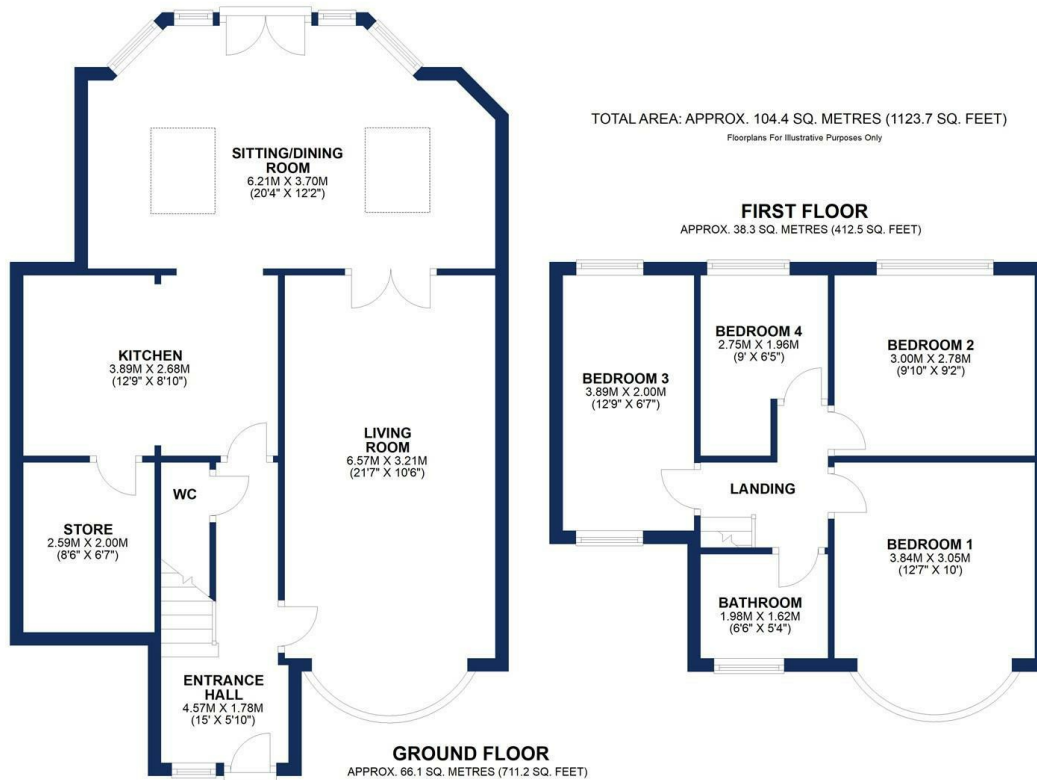 TOTAL AREA: APPROX. 104.4 SQ. METRES (1123.7 SQ. FEET)
Floorplans For Illustrative Purposes Only
SITTING/DINING
ROOM
6.21M X 3.70M
(20'4" X 12'2")
KITCHEN
3.89M X 2.68M
(12'9" X 8'10")
LIVING
ROOM
6.57M X 3.21M
(21'7" X 10'6")
WC
STORE
2.59M X 2.00M
(8'6" X 6'7")
ENTRANCE
HALL
4.57M X 1.78M
(15' X 5'10")
GROUND FLOOR
APPROX. 66.1 SQ. METRES (711.2 SQ. FEET)
FIRST FLOOR
APPROX. 38.3 SQ. METRES (412.5 SQ. FEET)
BEDROOM 4
2.75M X 1.96M
(9' X 6'5")
BEDROOM 2
3.00M X 2.78M
(9'10" X 9'2")
BEDROOM 3
3.89M X 2.00M
(12'9" X 6'7")
LANDING
BEDROOM 1
3.84M X 3.05M
(12'7" X 10')
BATHROOM
1.98M X 1.62M
(6'6" X 5'4")